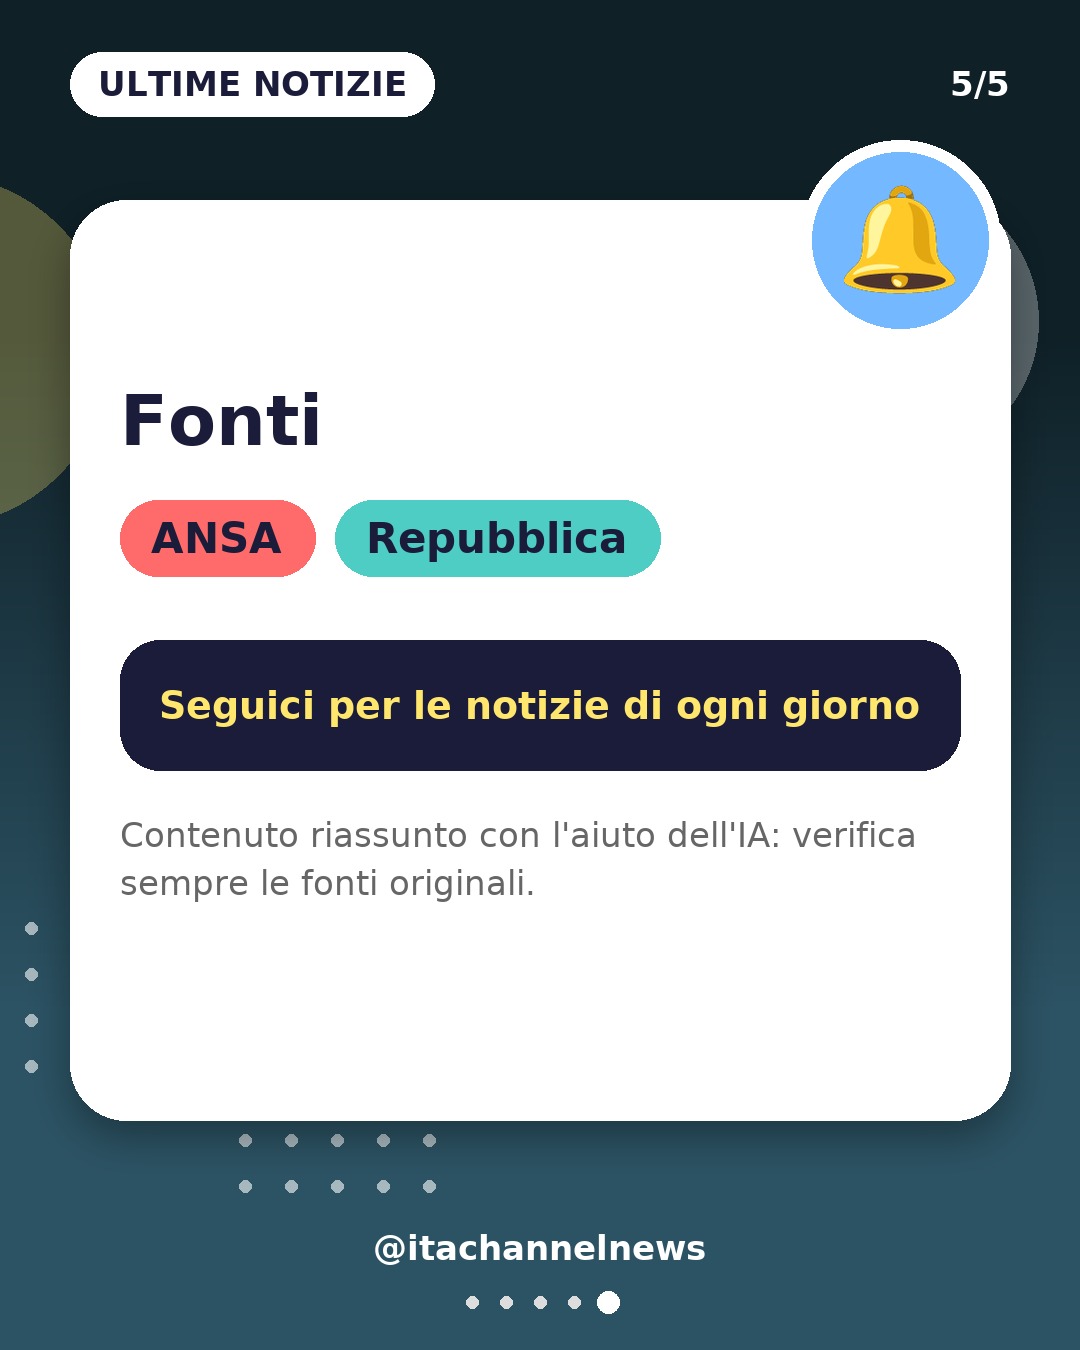 ULTIME NOTIZIE
5/5
Fonti
ANSA
Repubblica
Seguici per le notizie di ogni giorno
Contenuto riassunto con l'aiuto dell'IA: verifica
sempre le fonti originali.
@itachannelnews